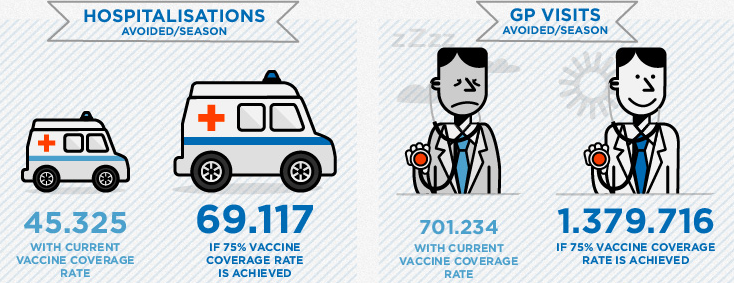 HOSPITALISATIONS
AVOIDED/SEASON
45.325
WITH CURRENT
VACCINE COVERAGE
RATE
69.117
IF 75% VACCINE
COVERAGE RATE
IS ACHIEVED
GP VISITS
AVOIDED/SEASON
zZzz
701.234
WITH CURRENT
VACCINE COVERAGE
RATE
1.379.716
IF 75% VACCINE COVERAGE
RATE IS ACHIEVED